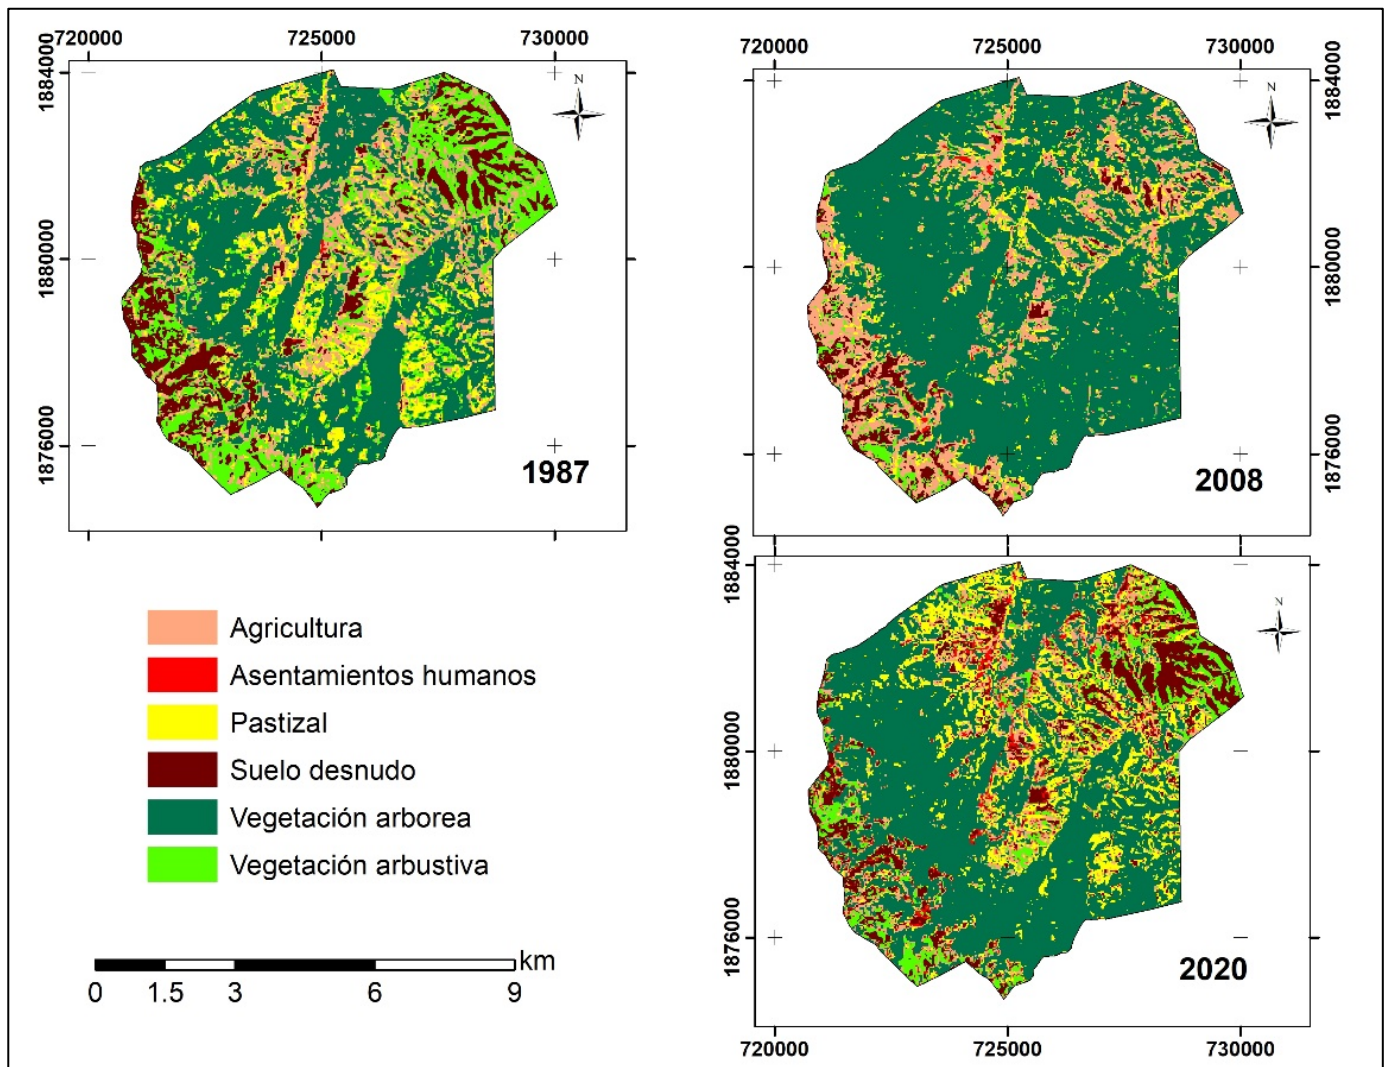 720000 725000 730000
1884000
1880000
1876000
N
1987
720000 725000 730000
1884000
1880000
1876000
N
2008
Agricultura
Asentamientos humanos
Pastizal
Suelo desnudo
Vegetación arborea
Vegetación arbustiva
km
0 1.5 3 6 9
1884000
1880000
1876000
N
2020
720000 725000 730000